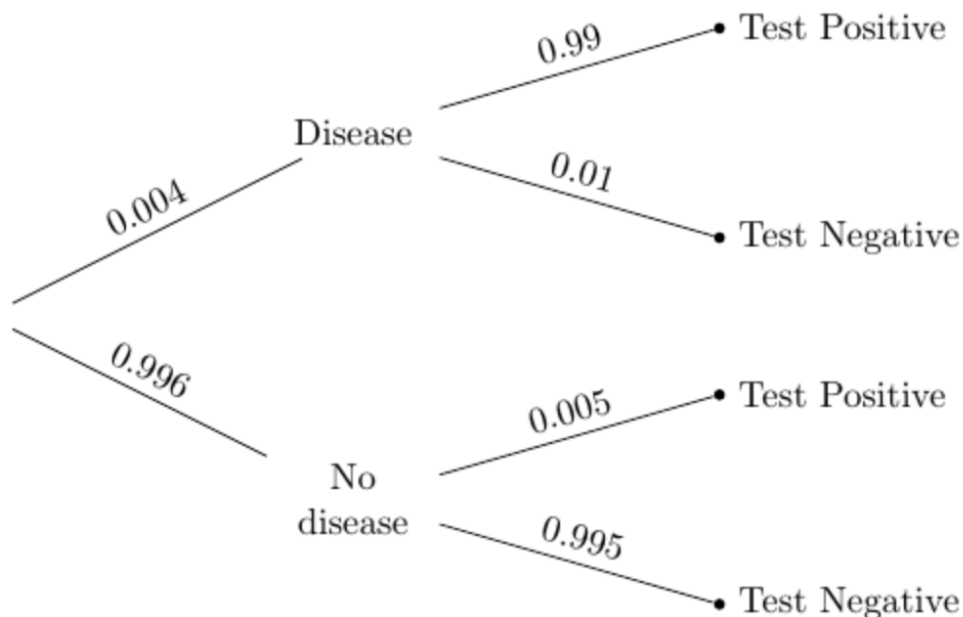 0.99
Test Positive
Disease
0.004
0.01
Test Negative
0.996
0.005
Test Positive
No
disease
0.995
Test Negative